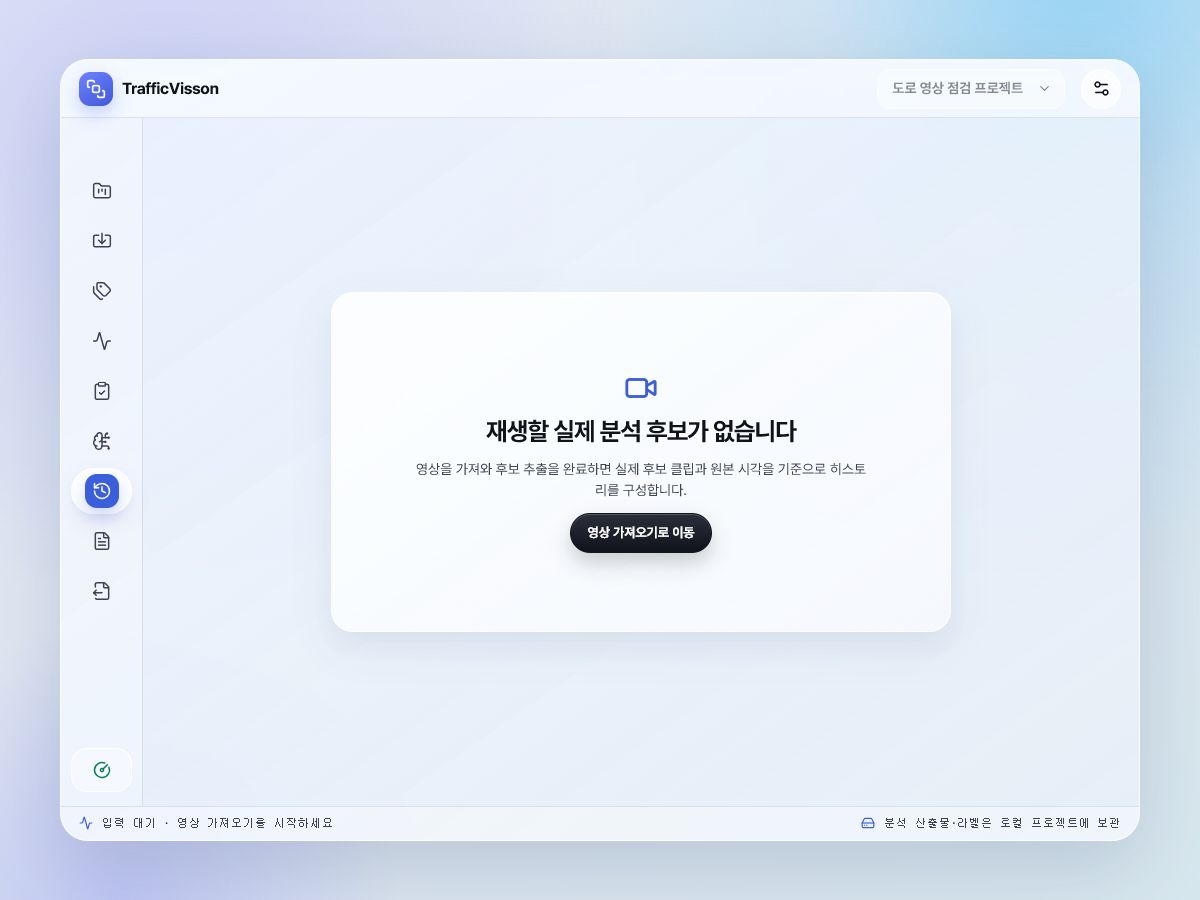 TrafficVisson
도로 영상 점검 프로젝트
재생할 실제 분석 후보가 없습니다
영상을 가져와 후보 추출을 완료하면 실제 후보 클립과 원본 시각을 기준으로 히스토
리를 구성합니다.
영상 가져오기로 이동
입력 대기 · 영상 가져오기를 시작하세요
분석 산출물·라벨은 로컬 프로젝트에 보관